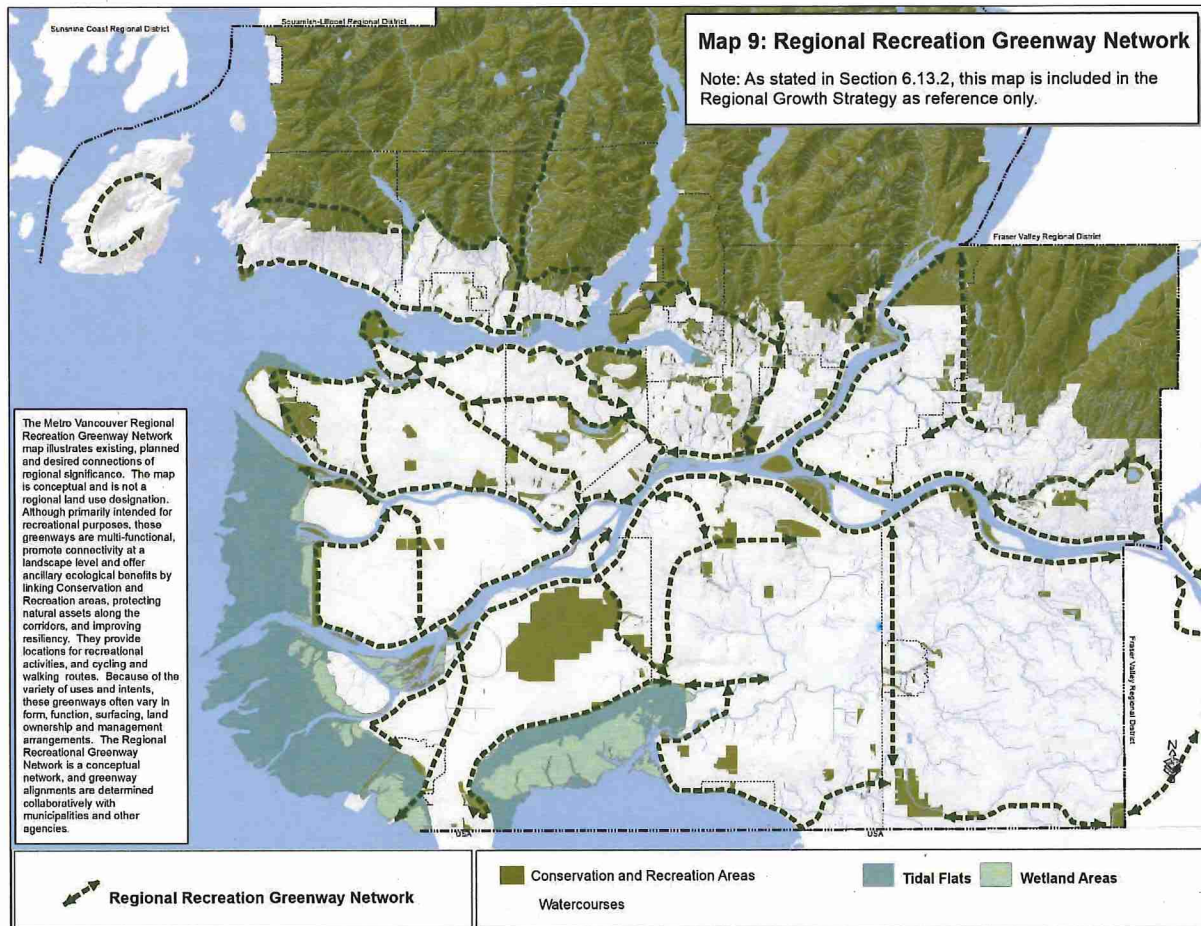 Sunshine Coast Regional District
Squamish-Lillooet Regional District
Map 9: Regional Recreation Greenway Network
Note: As stated in Section 6.13.2, this map is included in the
Regional Growth Strategy as reference only.
Fraser Valley Regional District
The Metro Vancouver Regional
Recreation Greenway Network
map illustrates existing, planned
and desired connections of
regional significance. The map
is conceptual and is not a
regional land use designation.
Although primarily intended for
recreational purposes, these
greenways are multi-functional,
promote connectivity at a
landscape level and offer
ancillary ecological benefits by
linking Conservation and
Recreation areas, protecting
natural assets along the
corridors, and improving
resiliency. They provide
locations for recreational
activities, and cycling and
walking routes. Because of the
variety of uses and intents,
these greenways often vary in
form, function, surfacing, land
ownership and management
arrangements. The Regional
Recreational Greenway
Network is a conceptual
network, and greenway
alignments are determined
collaboratively with
municipalities and other
agencies.
Fraser Valley Regional District
USA
USA
Regional Recreation Greenway Network
Conservation and Recreation Areas
Watercourses
Tidal Flats
Wetland Areas